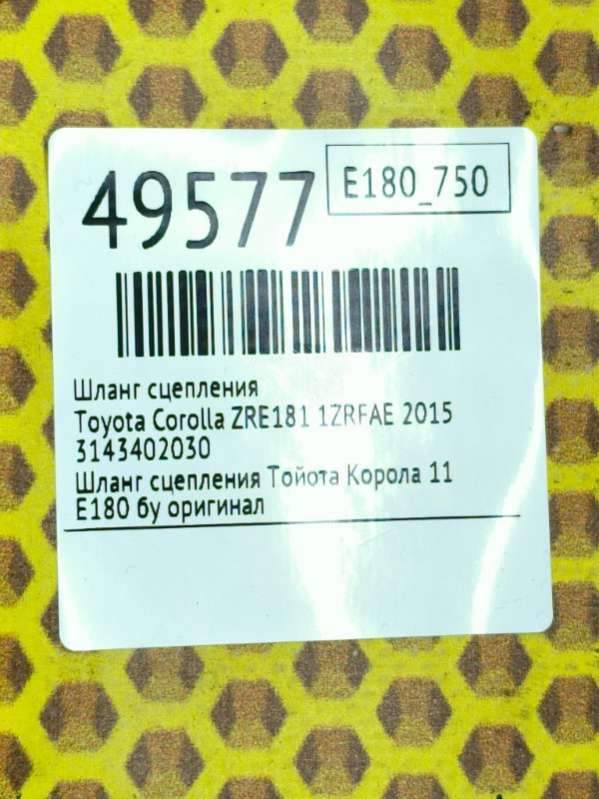 49577
E180_750
Шланг сцепления
Toyota Corolla ZRE181 1ZRFAE 2015
3143402030
Шланг сцепления Тойота Корола 11
E180 бу оригинал